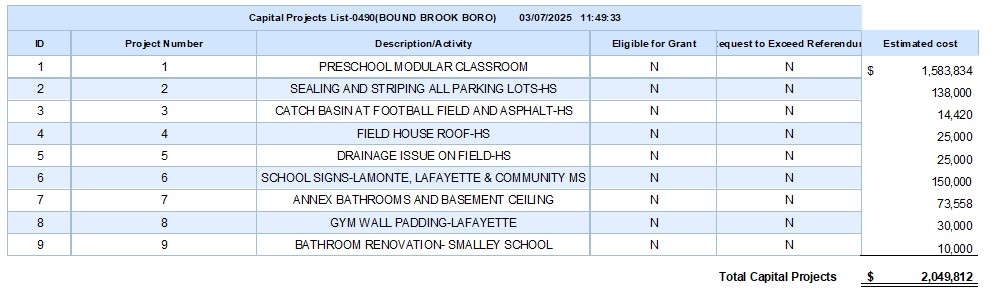 Capital Projects List-0490(BOUND BROOK BORO) 03/07/2025 11:49:33
ID Project Number Description/Activity Eligible for Grant equest to Exceed Referendu Estimated cost
1 1 PRESCHOOL MODULAR CLASSROOM N N $ 1,583,834
2 2 SEALING AND STRIPING ALL PARKING LOTS-HS N N 138,000
3 3 CATCH BASIN AT FOOTBALL FIELD AND ASPHALT-HS N N 14,420
4 4 FIELD HOUSE ROOF-HS N N 25,000
5 5 DRAINAGE ISSUE ON FIELD-HS N N 25,000
6 6 SCHOOL SIGNS-LAMONTE, LAFAYETTE & COMMUNITY MS N N 150,000
7 7 ANNEX BATHROOMS AND BASEMENT CEILING N N 73,558
8 8 GYM WALL PADDING-LAFAYETTE N N 30,000
9 9 BATHROOM RENOVATION- SMALLEY SCHOOL N N 10,000
Total Capital Projects $ 2,049,812